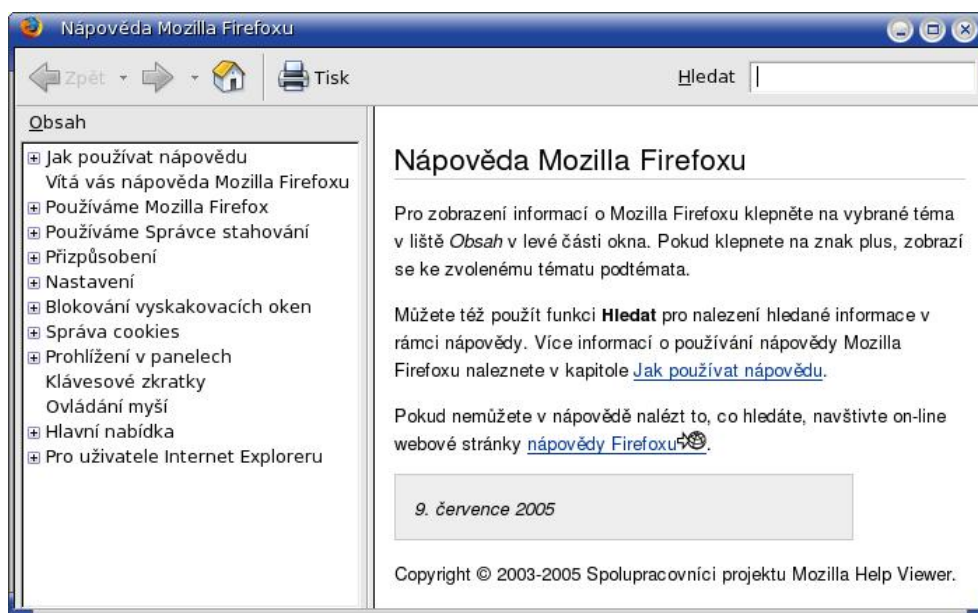 Nápověda Mozilla Firefoxu
Zpět
Tisk
Hledat
Obsah
Jak používat nápovědu
Vítá vás nápověda Mozilla Firefoxu
Používáme Mozilla Firefox
Používáme Správce stahování
Přizpůsobení
Nastavení
Blokování vyskakovacích oken
Správa cookies
Prohlížení v panelech
Klávesové zkratky
Ovládání myší
Hlavní nabídka
Pro uživatele Internet Exploreru
Nápověda Mozilla Firefoxu
Pro zobrazení informací o Mozilla Firefoxu klepněte na vybrané téma
v liště Obsah v levé části okna. Pokud klepnete na znak plus, zobrazí
se ke zvolenému tématu podtémata.
Můžete též použít funkci Hledat pro nalezení hledané informace v
rámci nápovědy. Více informací o používání nápovědy Mozilla
Firefoxu naleznete v kapitole Jak používat nápovědu.
Pokud nemůžete v nápovědě nalézt to, co hledáte, navštivte on-line
webové stránky nápovědy Firefoxu.
9. července 2005
Copyright © 2003-2005 Spolupracovníci projektu Mozilla Help Viewer.